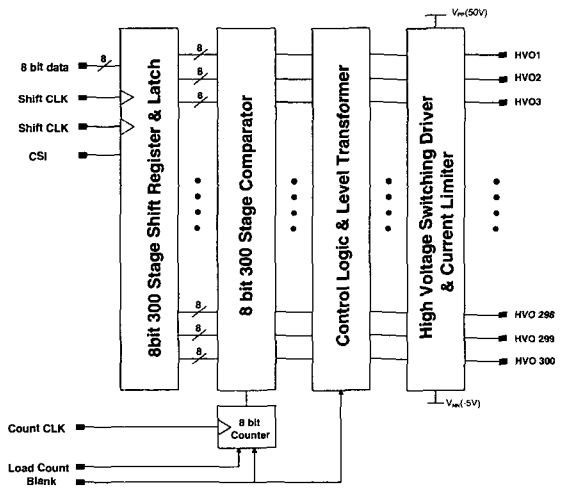 VPP(50V)
8 bit data
8
Shift CLK
Shift CLK
CSI
8bit 300 Stage Shift Register & Latch
8
8
8
8
8
8
8 bit 300 Stage Comparator
Control Logic & Level Transformer
High Voltage Switching Driver
& Current Limiter
HVO1
HVO2
HVO3
HVO 298
HVO 299
HVO 300
VNN(-5V)
Count CLK
8 bit
Counter
Load Count
Blank